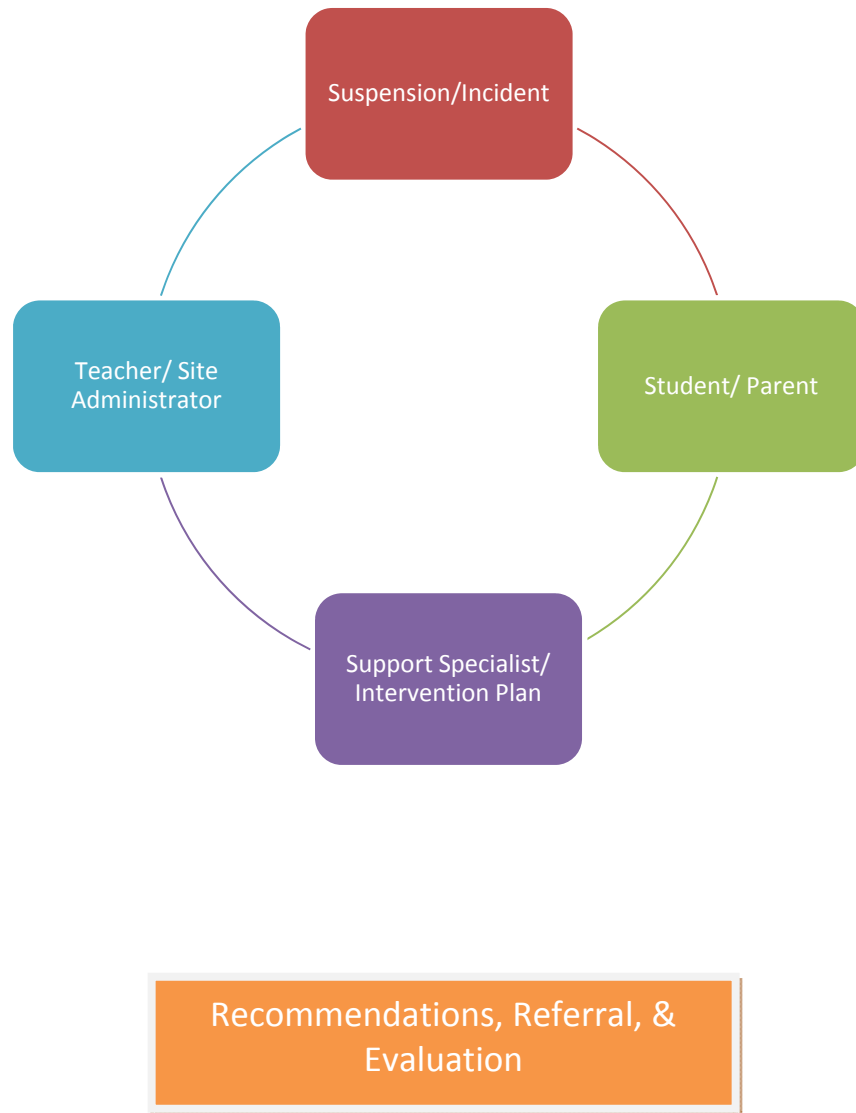 Suspension/Incident
Teacher/ Site
Administrator
Student/ Parent
Support Specialist/
Intervention Plan
Recommendations, Referral, &
Evaluation